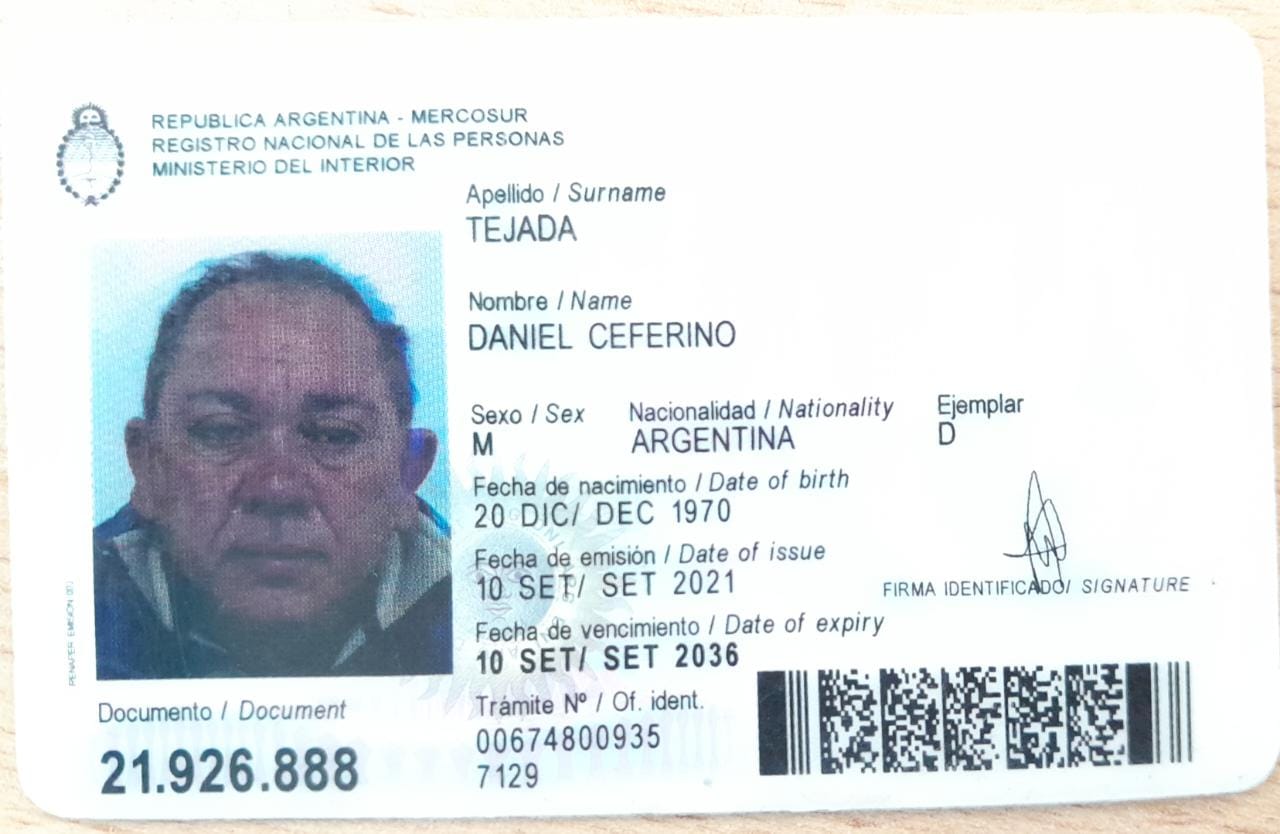 REPUBLICA ARGENTINA - MERCOSUR
REGISTRO NACIONAL DE LAS PERSONAS
MINISTERIO DEL INTERIOR
Apellido / Surname
TEJADA
Nombre / Name
DANIEL CEFERINO
Sexo / Sex Nacionalidad / Nationality Ejemplar
M ARGENTINA D
Fecha de nacimiento / Date of birth
20 DIC/ DEC 1970
Fecha de emisión / Date of issue
10 SET/ SET 2021
FIRMA IDENTIFICADO/ SIGNATURE
Fecha de vencimiento / Date of expiry
10 SET/ SET 2036
Documento / Document
21.926.888
Trámite Nº / Of. ident.
00674800935
7129